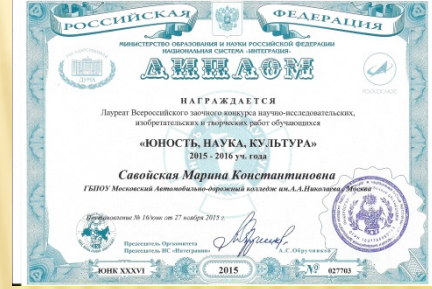 РОССИЙСКАЯ ФЕДЕРАЦИЯ
МИНИСТЕРСТВО ОБРАЗОВАНИЯ И НАУКИ РОССИЙСКОЙ ФЕДЕРАЦИИ
НАЦИОНАЛЬНАЯ СИСТЕМА «ИНТЕГРАЦИЯ»
ДИПЛОМ
ДУМА
РОСКОСМОС
НАГРАЖДАЕТСЯ
Лауреат Всероссийского заочного конкурса научно-исследовательских,
изобретательских и творческих работ обучающихся
«ЮНОСТЬ, НАУКА, КУЛЬТУРА»
2015 - 2016 уч. года
Савойская Марина Константиновна
ГБПОУ Московский Автомобильно-дорожный колледж им.А.А.Николаева, Москва
Постановление № 16/юнк от 27 ноября 2015 г.
Председатель Оргкомитета
Председатель НС «Интеграция»
А.С.Обручников
ЮНК XXXVI
2015
№ 027703